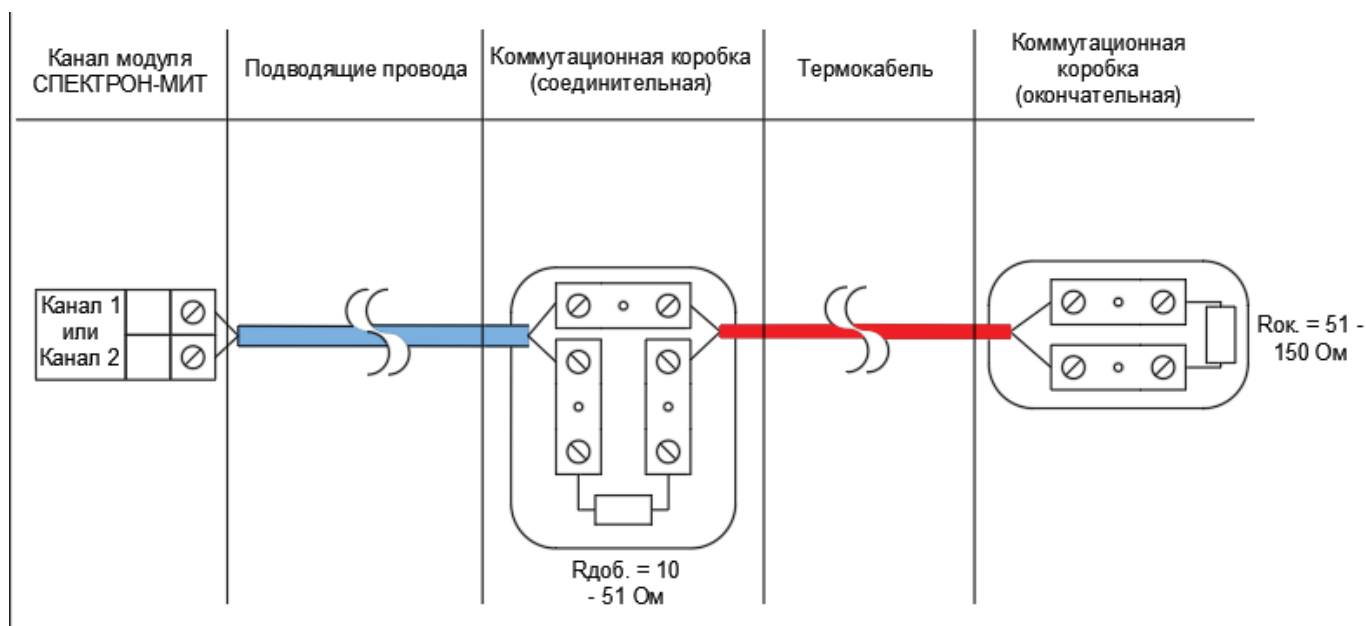 Канал модуля
СПЕКТРОН-МИТ
Подводящие провода
Коммутационная коробка
(соединительная)
Термокабель
Коммутационная
коробка
(окончательная)
Канал 1
или
Канал 2
Rдоб. = 10
- 51 Ом
Rок. = 51 -
150 Ом